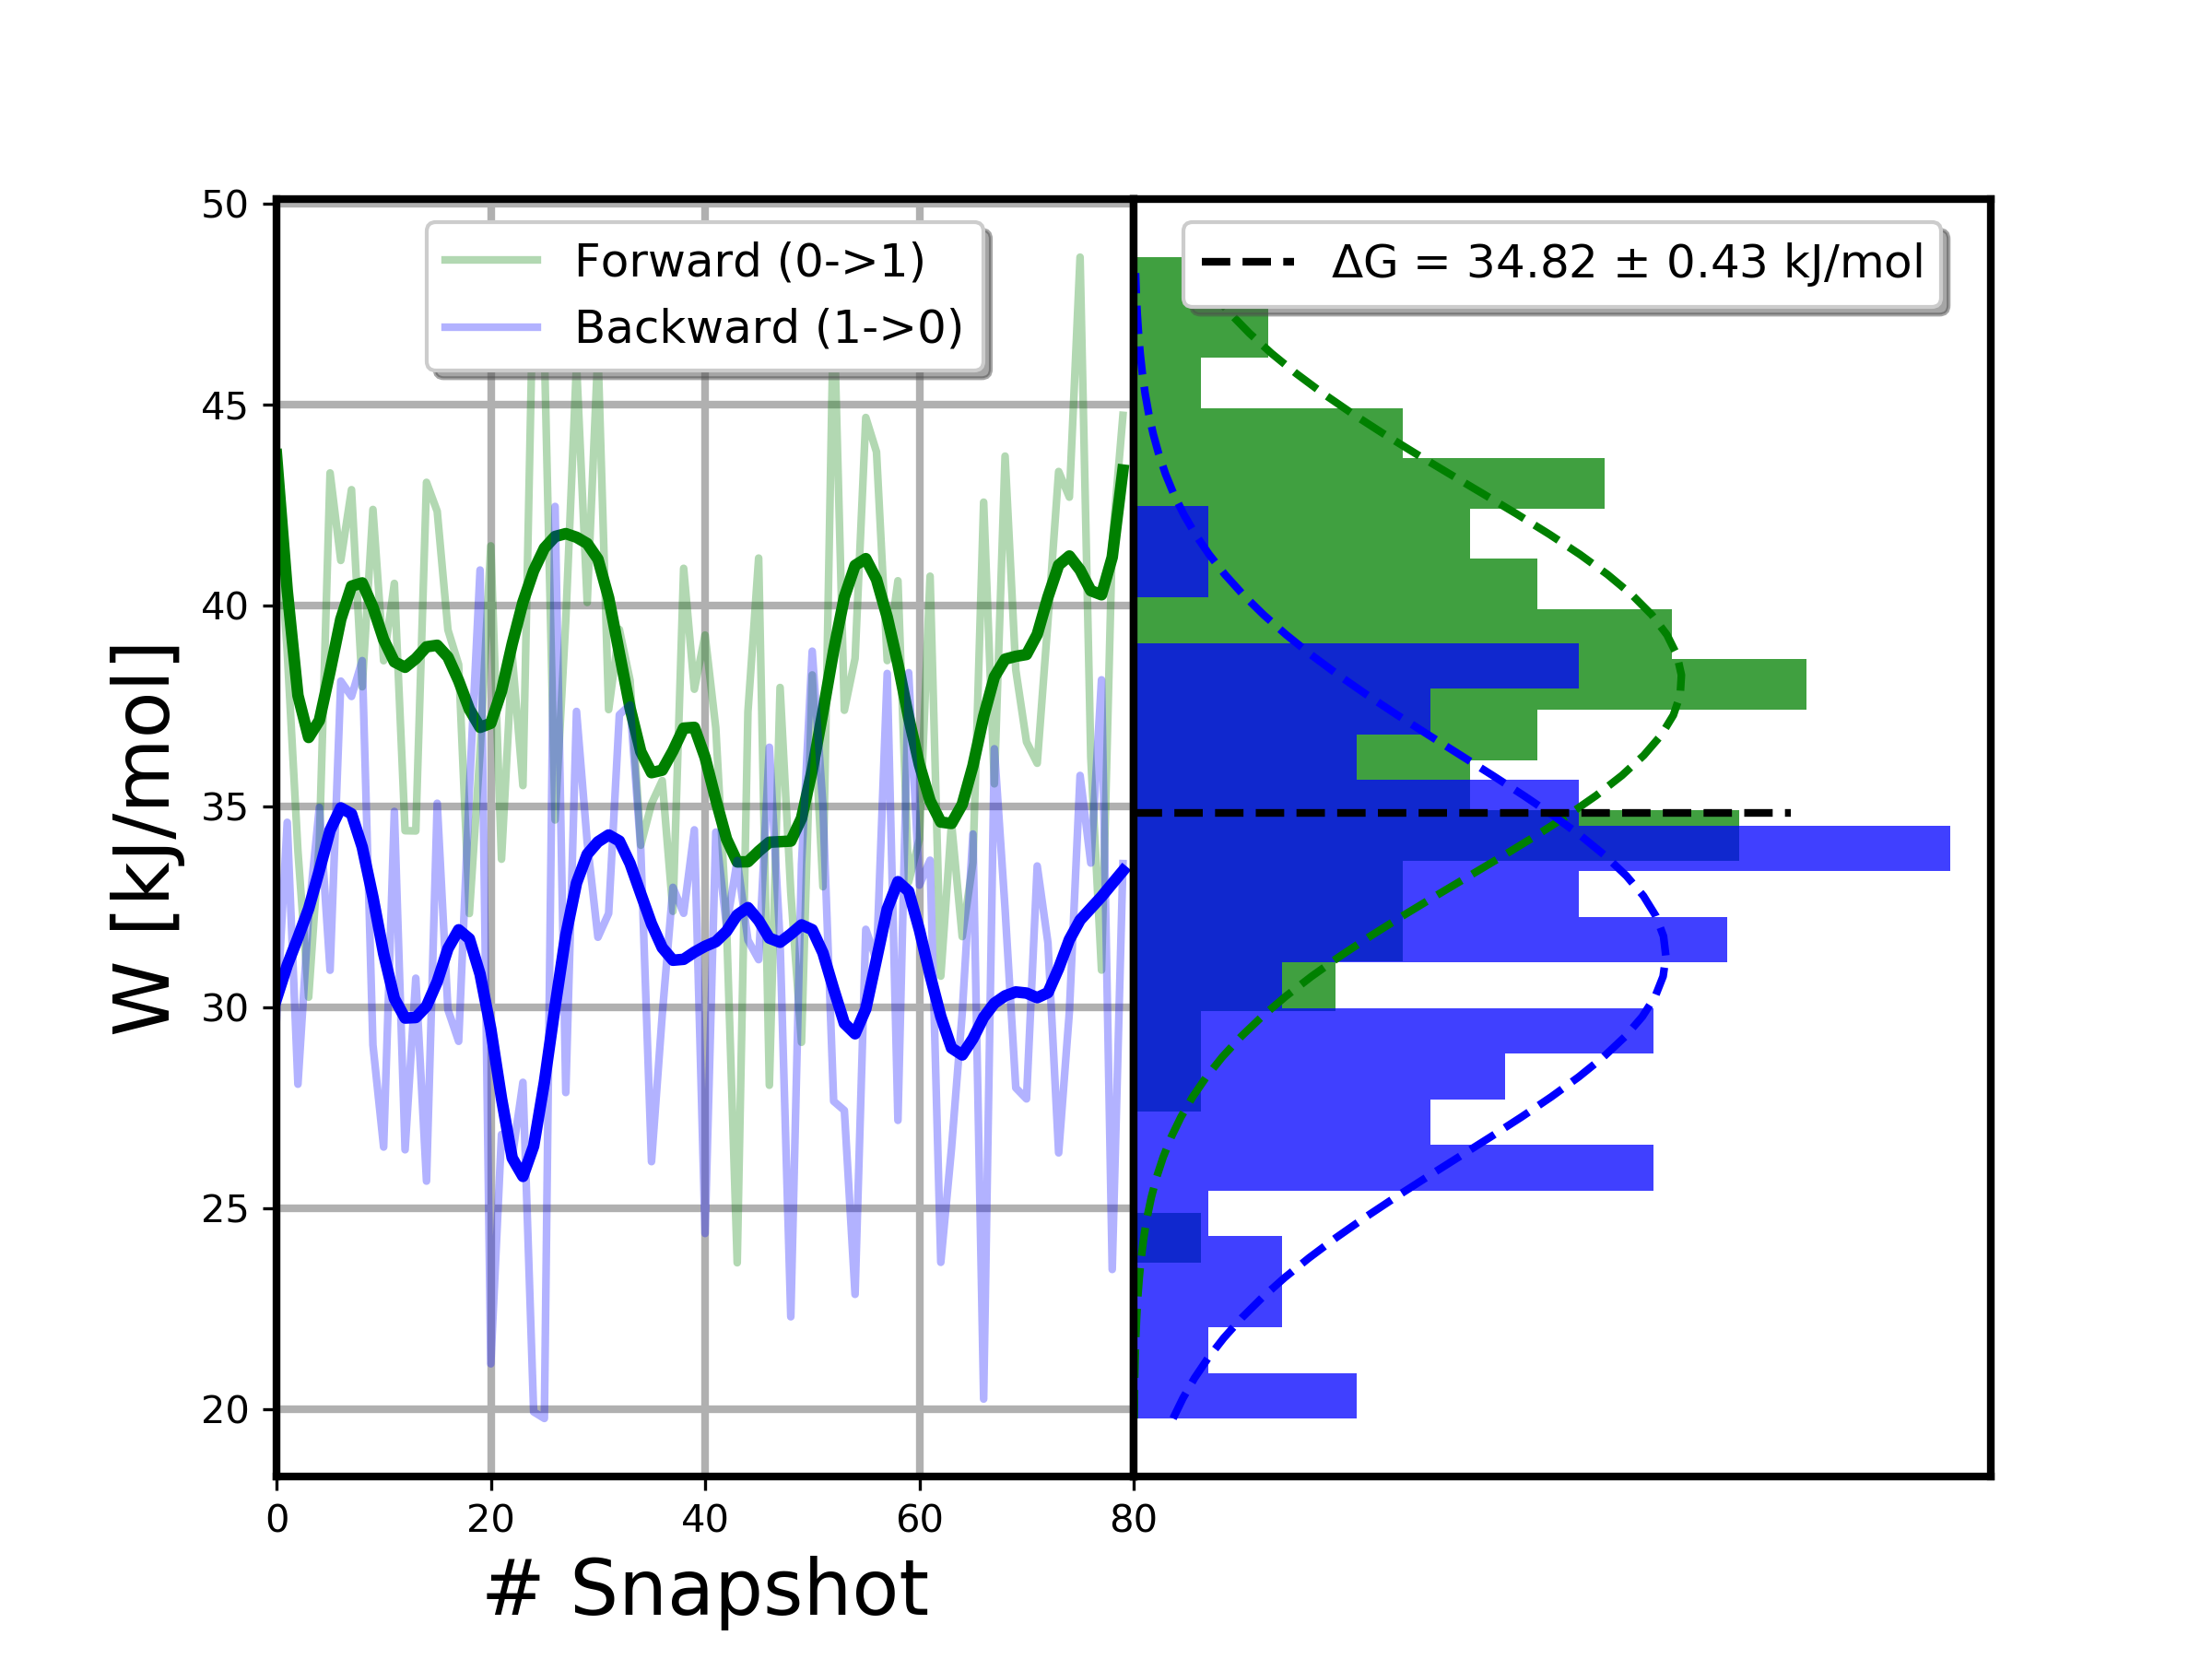 Forward (0->1)
Backward (1->0)
ΔG = 34.82 ± 0.43 kJ/mol
W [kJ/mol]
50
45
40
35
30
25
20
0 20 40 60 80
# Snapshot